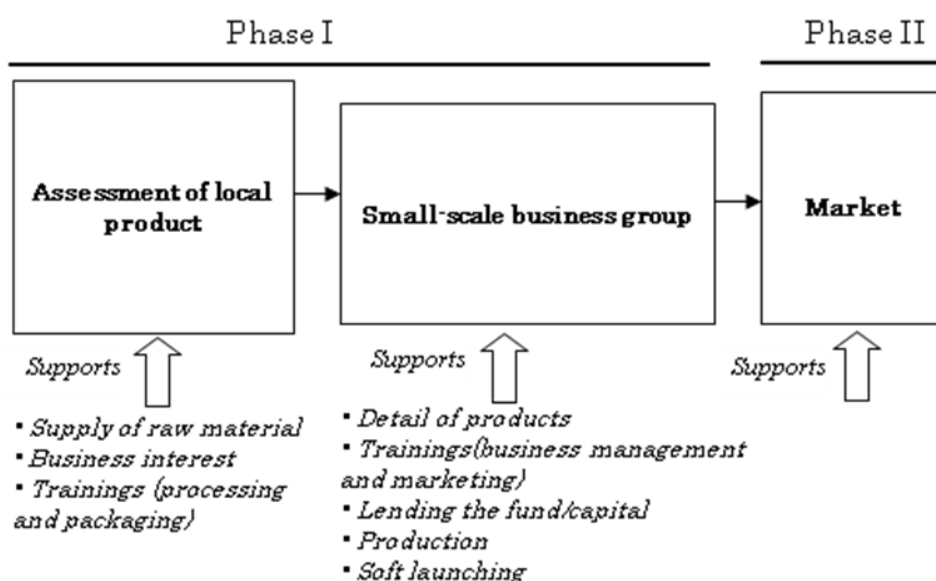 Phase I
Phase II
Assessment of local
product
Small-scale business group
Market
Supports
▪ Supply of raw material
▪ Business interest
▪ Trainings (processing
and packaging)
Supports
▪ Detail of products
▪ Trainings(business management
and marketing)
▪ Lending the fund/capital
▪ Production
▪ Soft launching
Supports